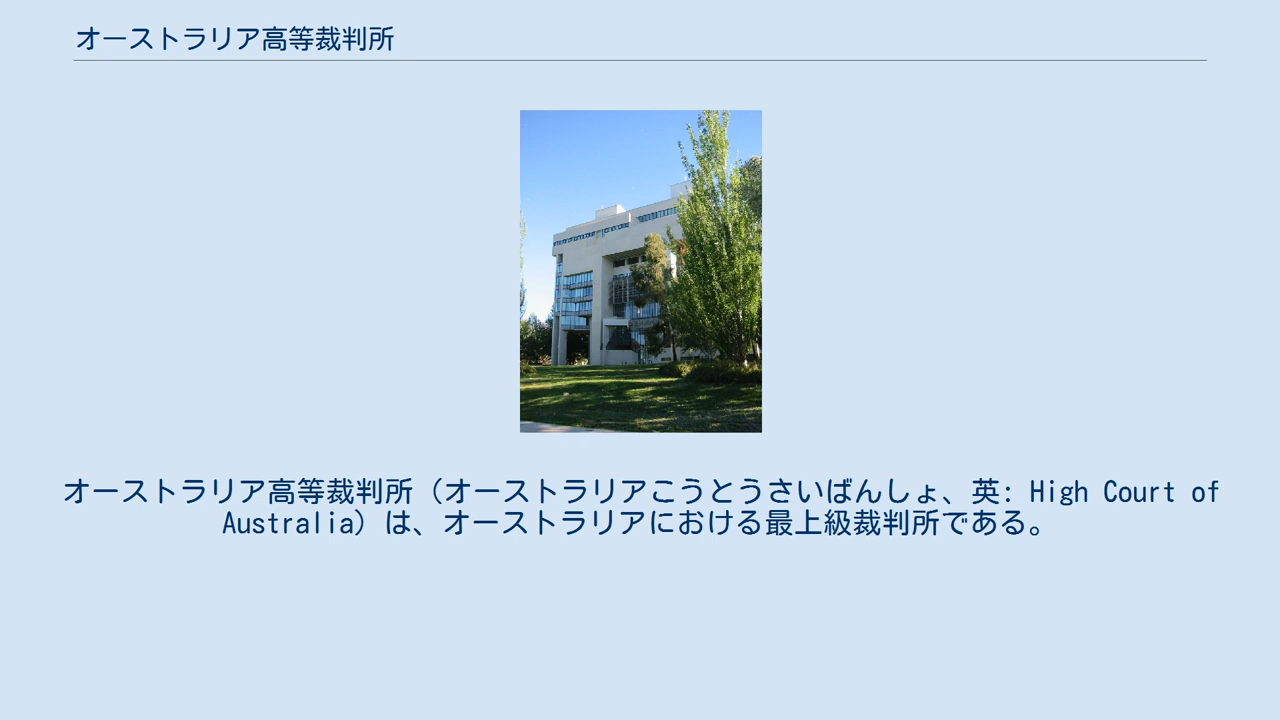 オーストラリア高等裁判所
オーストラリア高等裁判所（オーストラリアこうとうさいばんしょ、英: High Court of
Australia）は、オーストラリアにおける最上級裁判所である。